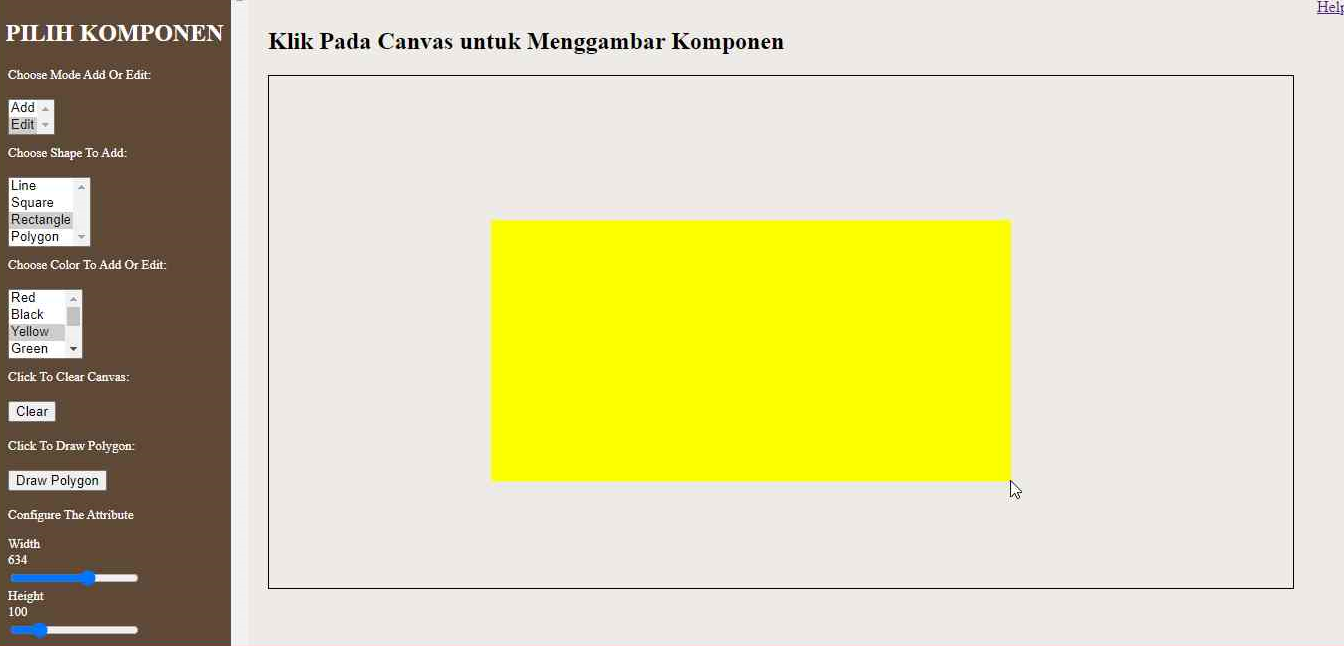 PILIH KOMPONEN
Choose Mode Add Or Edit:
Add
Edit
Choose Shape To Add:
Line
Square
Rectangle
Polygon
Choose Color To Add Or Edit:
Red
Black
Yellow
Green
Click To Clear Canvas:
Clear
Click To Draw Polygon:
Draw Polygon
Configure The Attribute
Width
634
Height
100
Klik Pada Canvas untuk Menggambar Komponen
Help